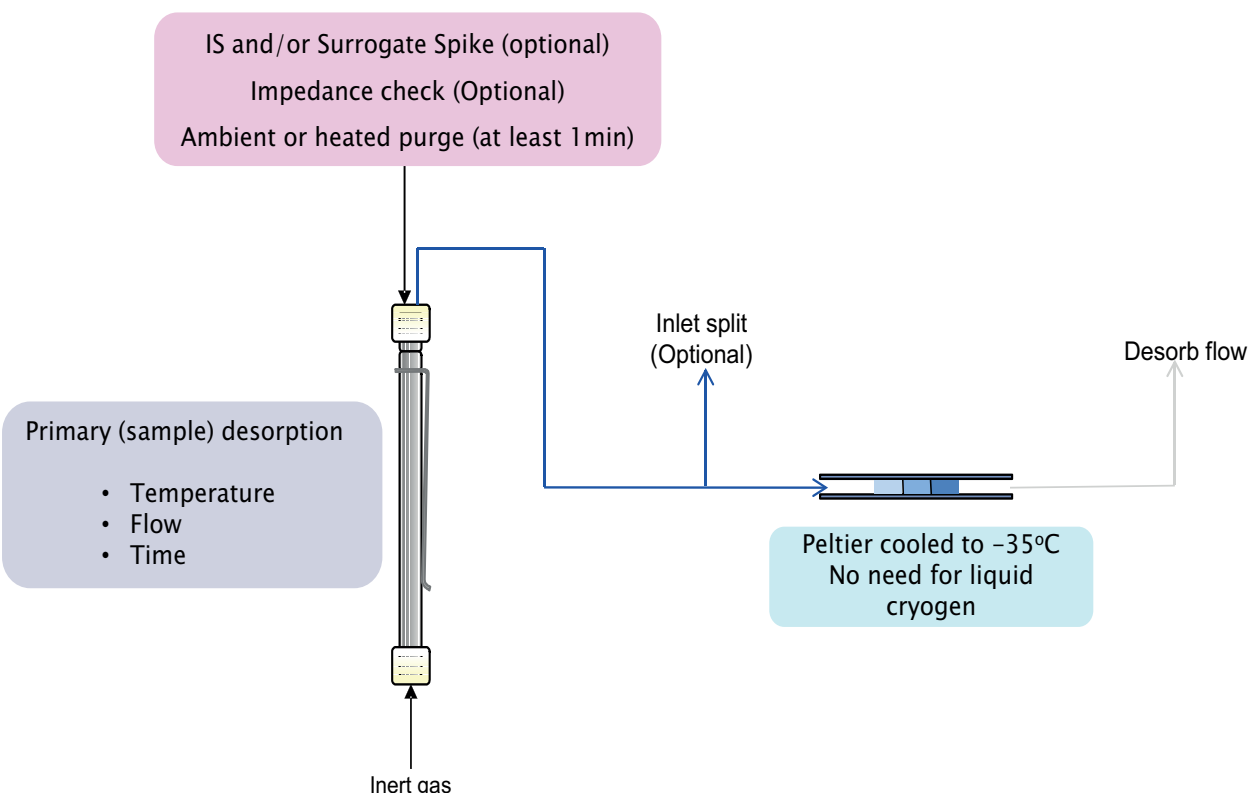 IS and/or Surrogate Spike (optional)
Impedance check (Optional)
Ambient or heated purge (at least 1min)
Inlet split
(Optional)
Desorb flow
Primary (sample) desorption
• Temperature
• Flow
• Time
Peltier cooled to –35ºC
No need for liquid
cryogen
Inert gas